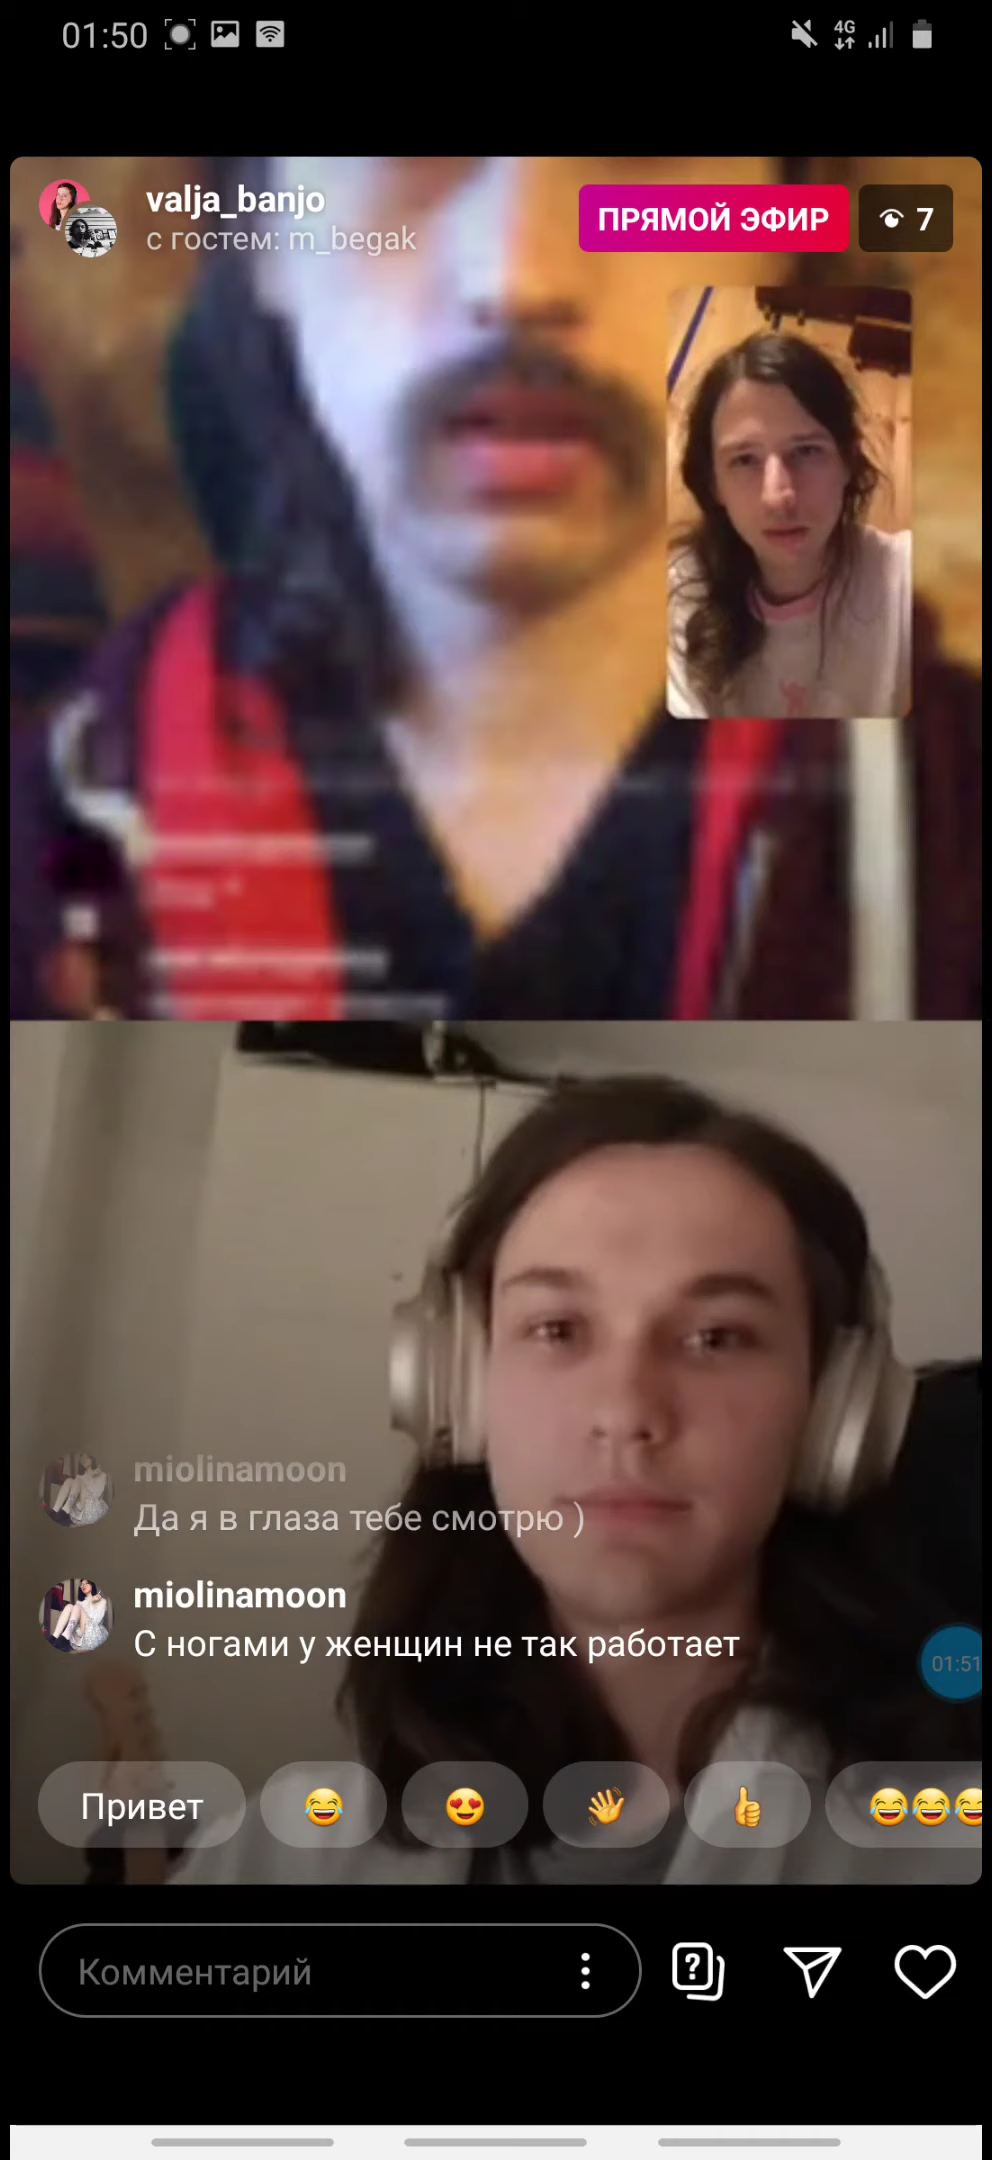 01:50
4G
valja_banjo
с гостем: m_begak
ПРЯМОЙ ЭФИР
7
miolinamoon
Да я в глаза тебе смотрю )
miolinamoon
С ногами у женщин не так работает
01:51
Привет
Комментарий